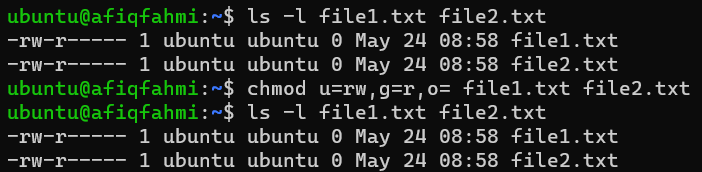 ubuntu@afiqfahmi:~$ ls -l file1.txt file2.txt
-rw-r----- 1 ubuntu ubuntu 0 May 24 08:58 file1.txt
-rw-r----- 1 ubuntu ubuntu 0 May 24 08:58 file2.txt
ubuntu@afiqfahmi:~$ chmod u=rw,g=r,o= file1.txt file2.txt
ubuntu@afiqfahmi:~$ ls -l file1.txt file2.txt
-rw-r----- 1 ubuntu ubuntu 0 May 24 08:58 file1.txt
-rw-r----- 1 ubuntu ubuntu 0 May 24 08:58 file2.txt